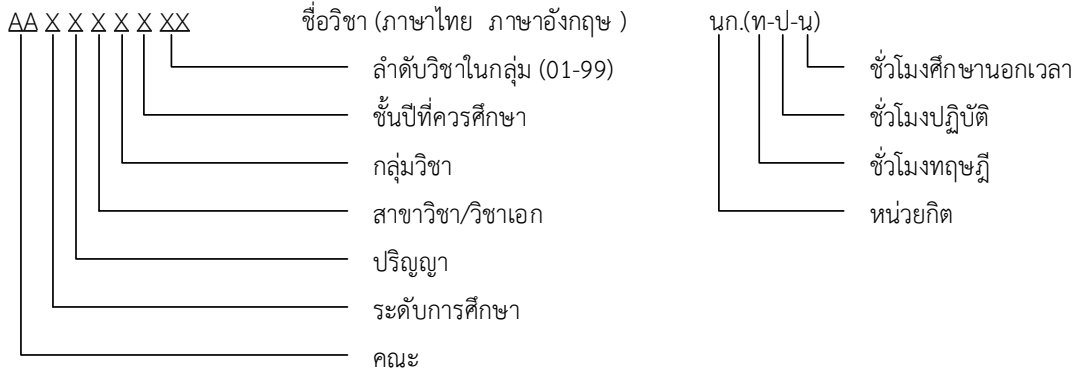 AA X X X X X XX ชื่อวิชา (ภาษาไทย ภาษาอังกฤษ ) นก.(ท-ป-น)
ลำดับวิชาในกลุ่ม (01-99) ชั่วโมงศึกษานอกเวลา
ชั้นปีที่ควรศึกษา ชั่วโมงปฏิบัติ
กลุ่มวิชา ชั่วโมงทฤษฎี
สาขาวิชา/วิชาเอก หน่วยกิต
ปริญญา
ระดับการศึกษา
คณะ